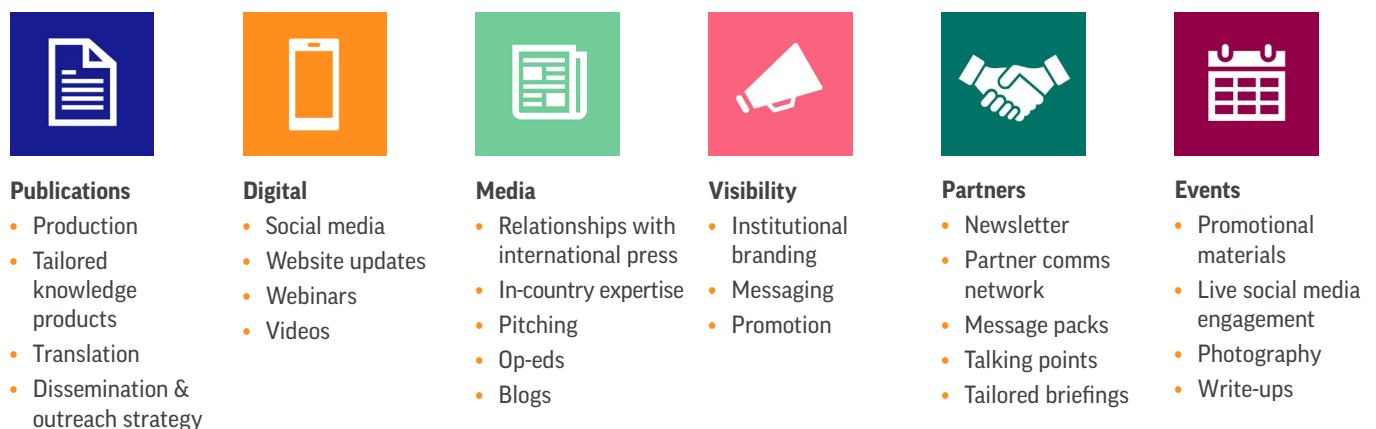 Publications
• Production
• Tailored
knowledge
products
• Translation
• Dissemination &
outreach strategy
Digital
• Social media
• Website updates
• Webinars
• Videos
Media
• Relationships with
international press
• In-country expertise
• Pitching
• Op-eds
• Blogs
Visibility
• Institutional
branding
• Messaging
• Promotion
Partners
• Newsletter
• Partner comms
network
• Message packs
• Talking points
• Tailored briefings
Events
• Promotional
materials
• Live social media
engagement
• Photography
• Write-ups